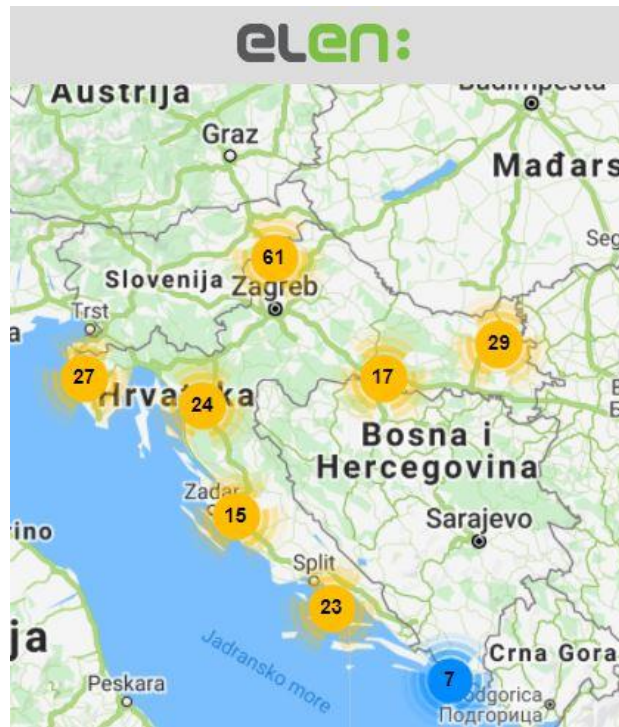 eLen:
Austrija
Budimpešta
Graz
Mađars
Seg
61
Slovenija
Zagreb
Trst
a
29
27
Hrvatska
24
17
B
Б
Bosna i
Hercegovina
Zadar
15
Sarajevo
ino
Split
23
ja
Jadransko more
Crna Gora
7
Peskara
odgorica
Подгорица